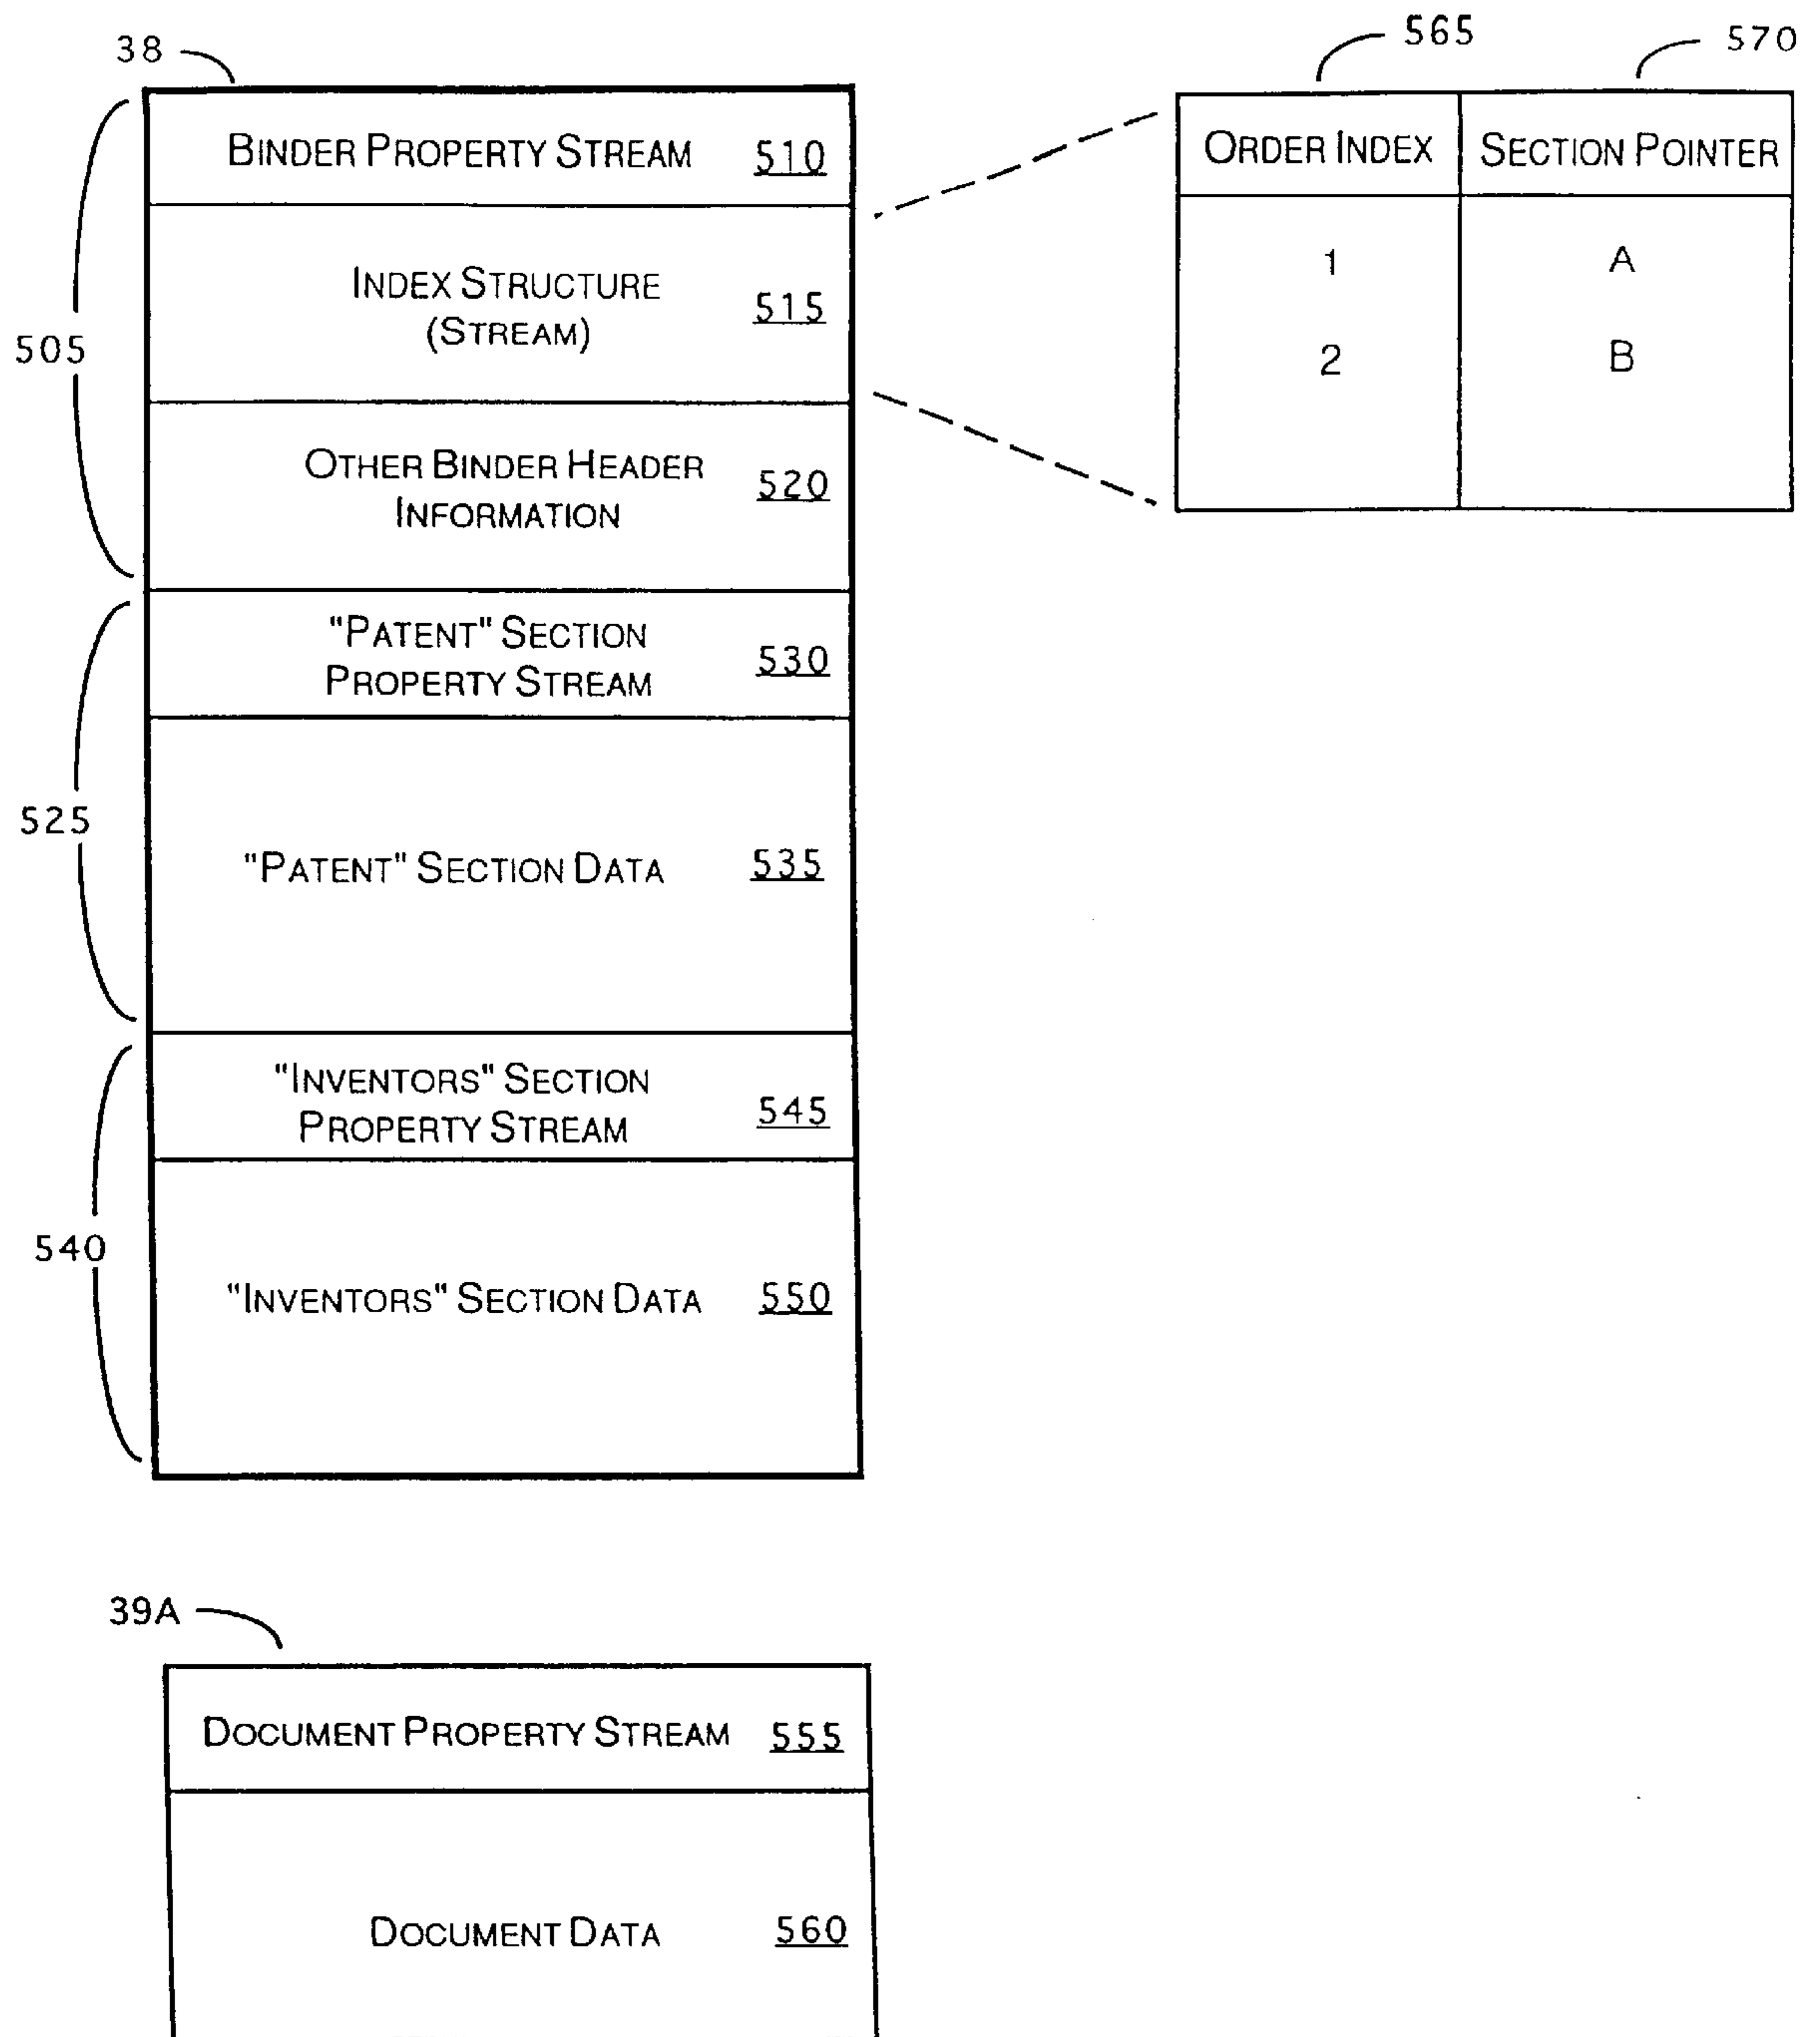 38
BINDER PROPERTY STREAM 510
INDEX STRUCTURE
(STREAM) 515
505
OTHER BINDER HEADER
INFORMATION 520
"PATENT" SECTION
PROPERTY STREAM 530
525
"PATENT" SECTION DATA 535
"INVENTORS" SECTION
PROPERTY STREAM 545
540
"INVENTORS" SECTION DATA 550
565
570
ORDER INDEX SECTION POINTER
1 A
2 B
39A
DOCUMENT PROPERTY STREAM 555
DOCUMENT DATA 560